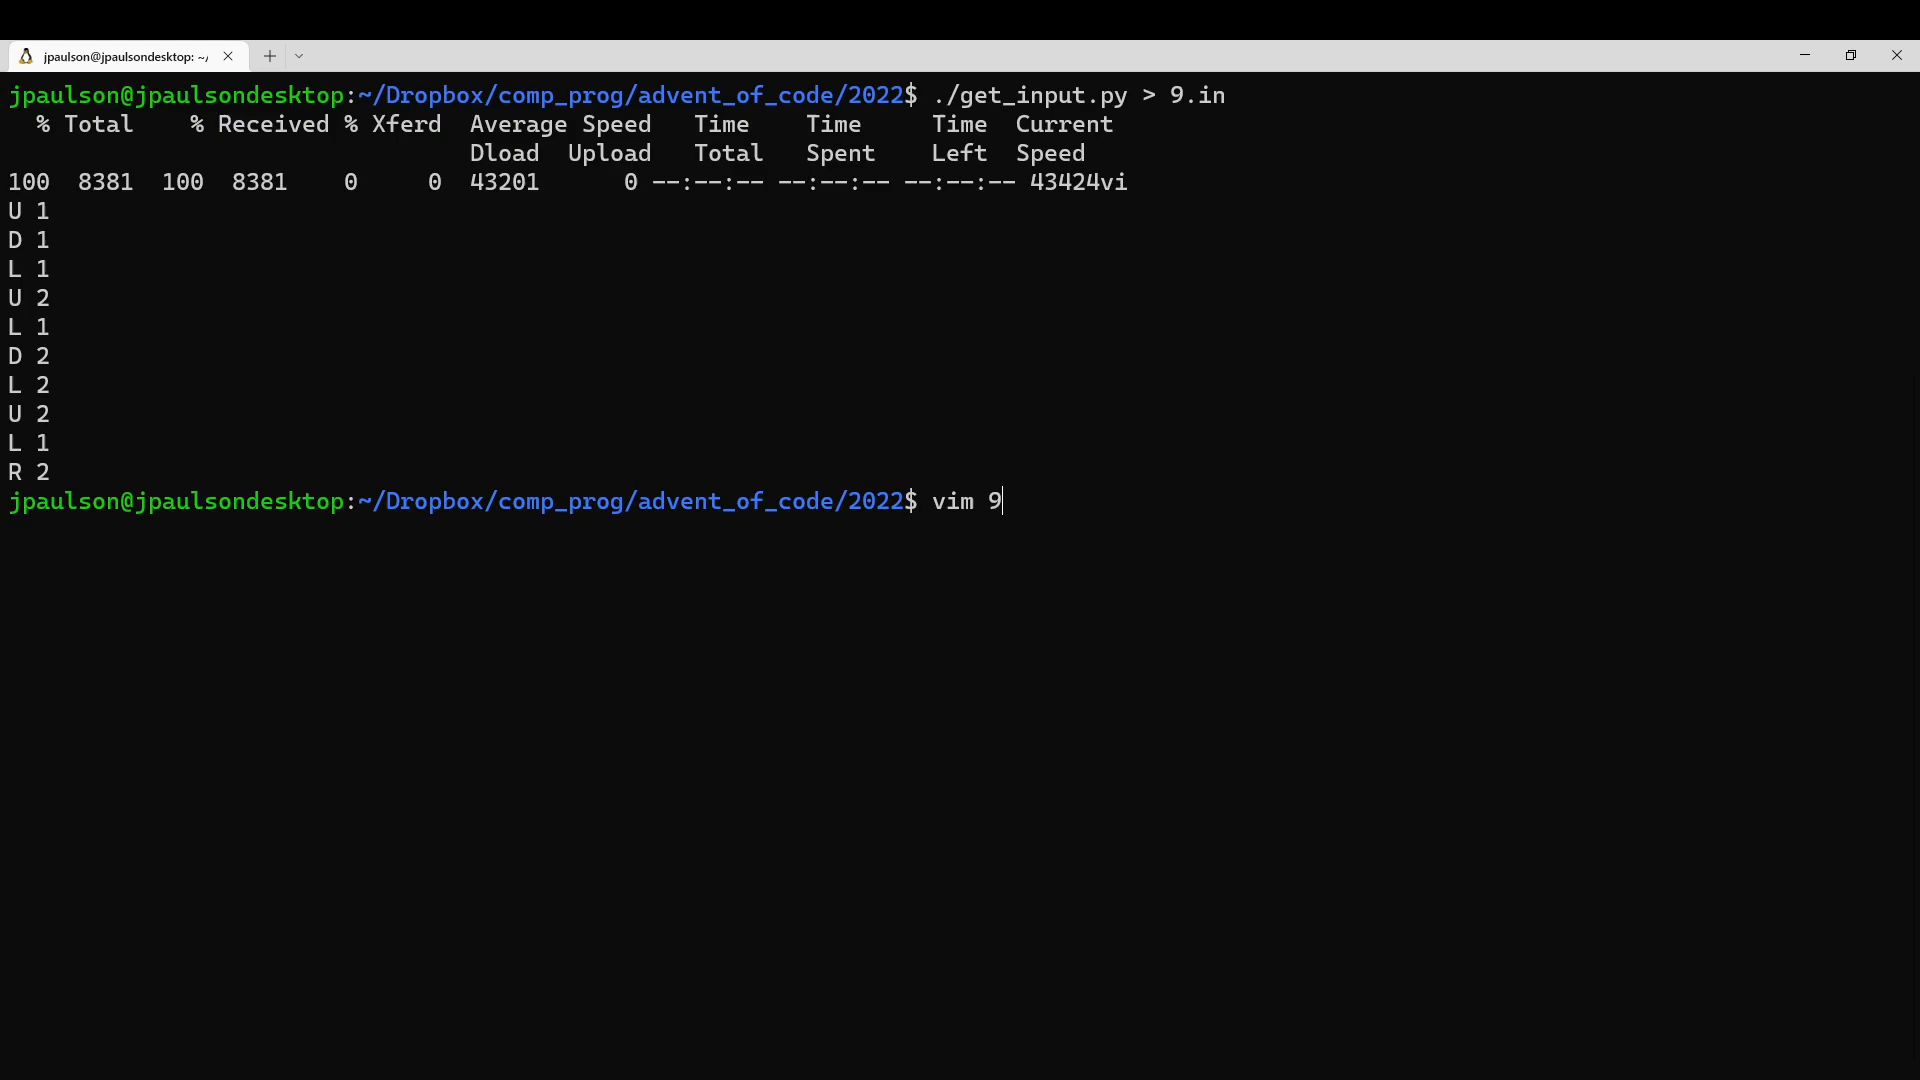 jpaulson@jpaulsondesktop: ~/
jpaulson@jpaulsondesktop:~/Dropbox/comp_prog/advent_of_code/2022$ ./get_input.py > 9.in
  % Total    % Received % Xferd  Average Speed   Time    Time     Time  Current
                                 Dload  Upload   Total   Spent    Left  Speed
100  8381  100  8381    0     0  43201      0 --:--:-- --:--:-- --:--:-- 43424vi
U 1
D 1
L 1
U 2
L 1
D 2
L 2
U 2
L 1
R 2
jpaulson@jpaulsondesktop:~/Dropbox/comp_prog/advent_of_code/2022$ vim 9